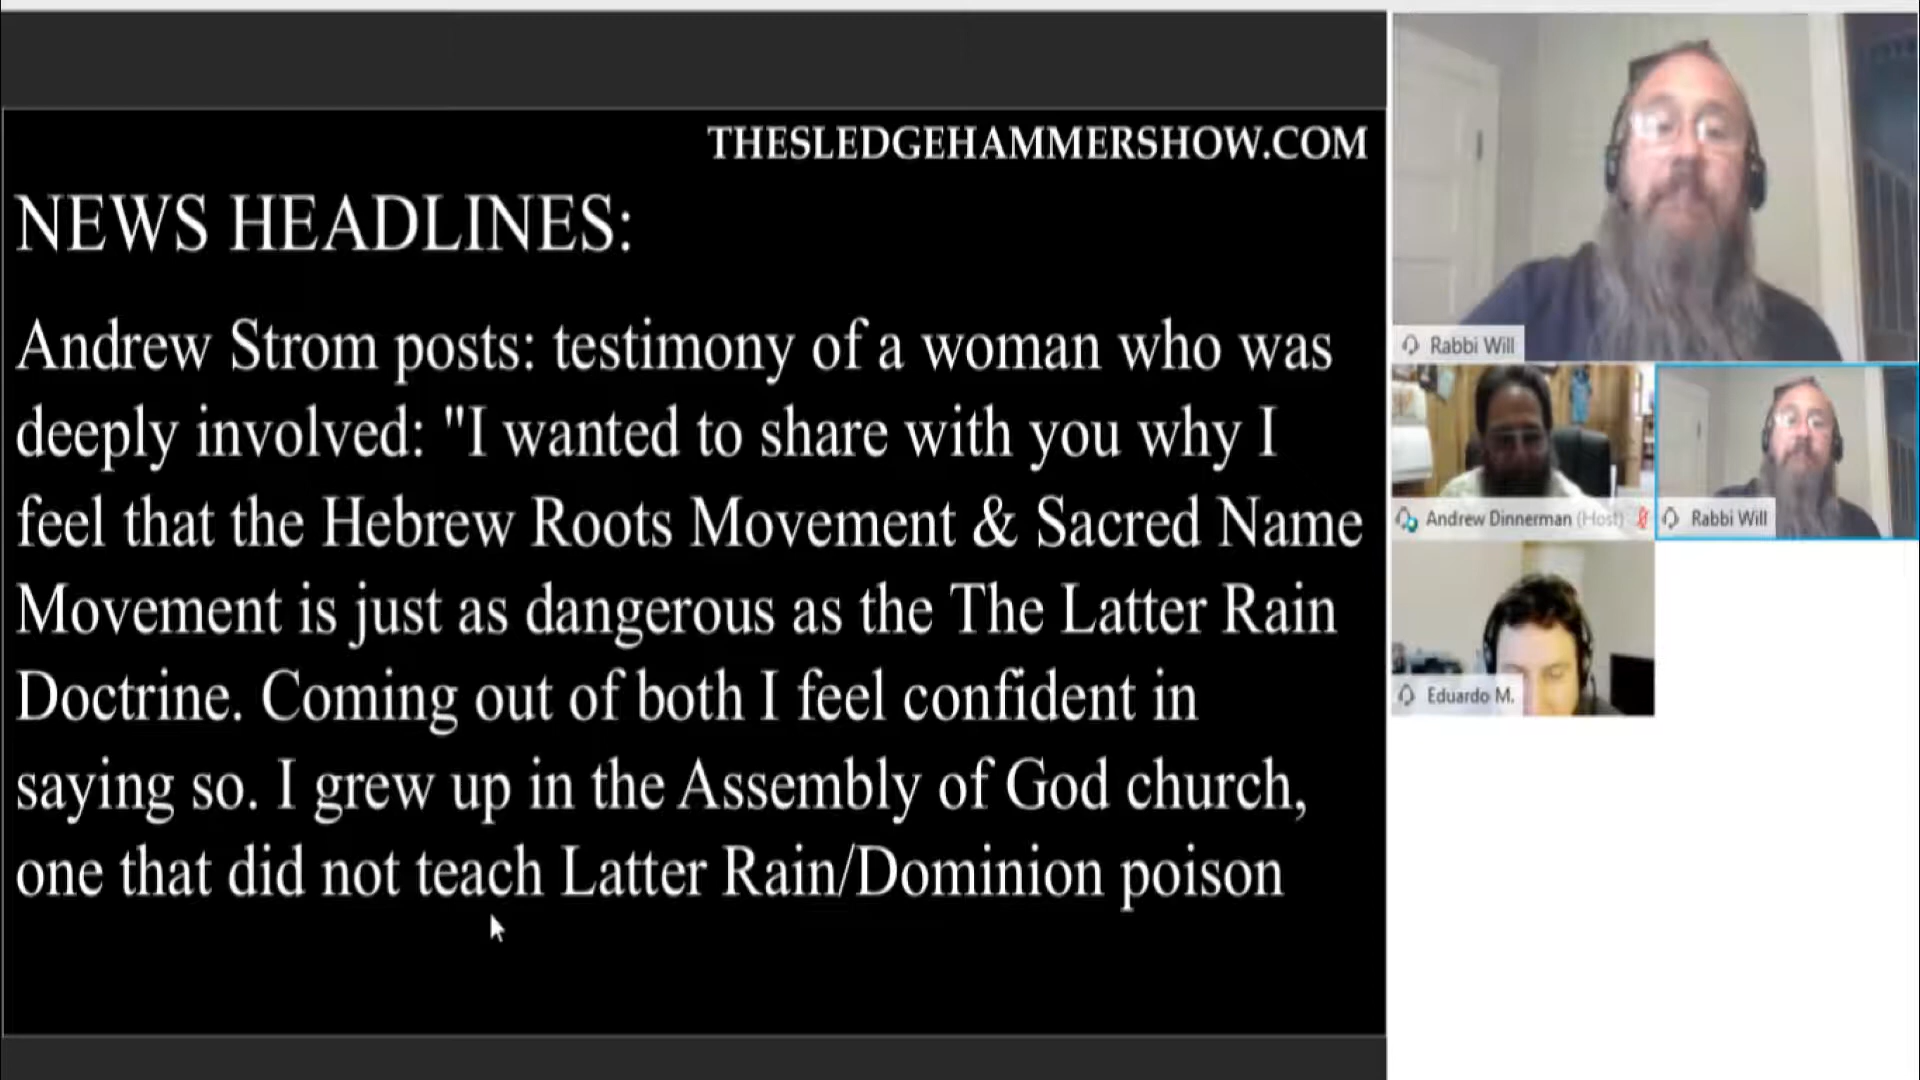 THESLEDGEHAMMERSHOW.COM
NEWS HEADLINES:
Andrew Strom posts: testimony of a woman who was
deeply involved: "I wanted to share with you why I
feel that the Hebrew Roots Movement & Sacred Name
Movement is just as dangerous as the The Latter Rain
Doctrine. Coming out of both I feel confident in
saying so. I grew up in the Assembly of God church,
one that did not teach Latter Rain/Dominion poison
Rabbi Will
Andrew Dinnerman (Host)
Rabbi Will
Eduardo M.